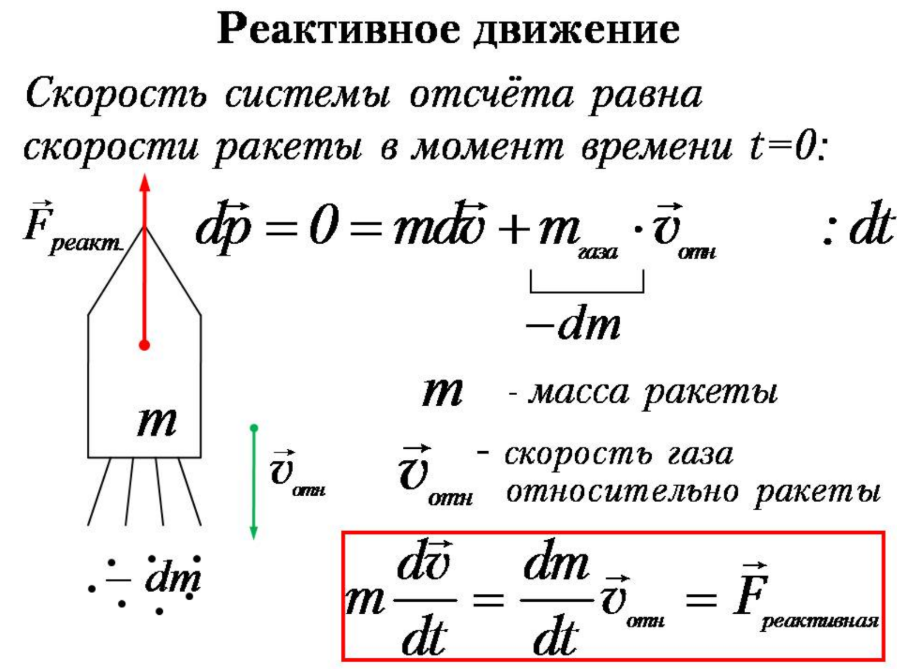 Реактивное движение
Скорость системы отсчёта равна
скорости ракеты в момент времени t=0:
F⃗ реакт.
dp⃗ = 0 = mdv⃗ + m газа · v⃗ отн : dt
−dm
m - масса ракеты
m
v⃗ отн
v⃗ отн - скорость газа
относительно ракеты
− dm
m dv⃗/dt = dm/dt v⃗ отн = F⃗ реактивная